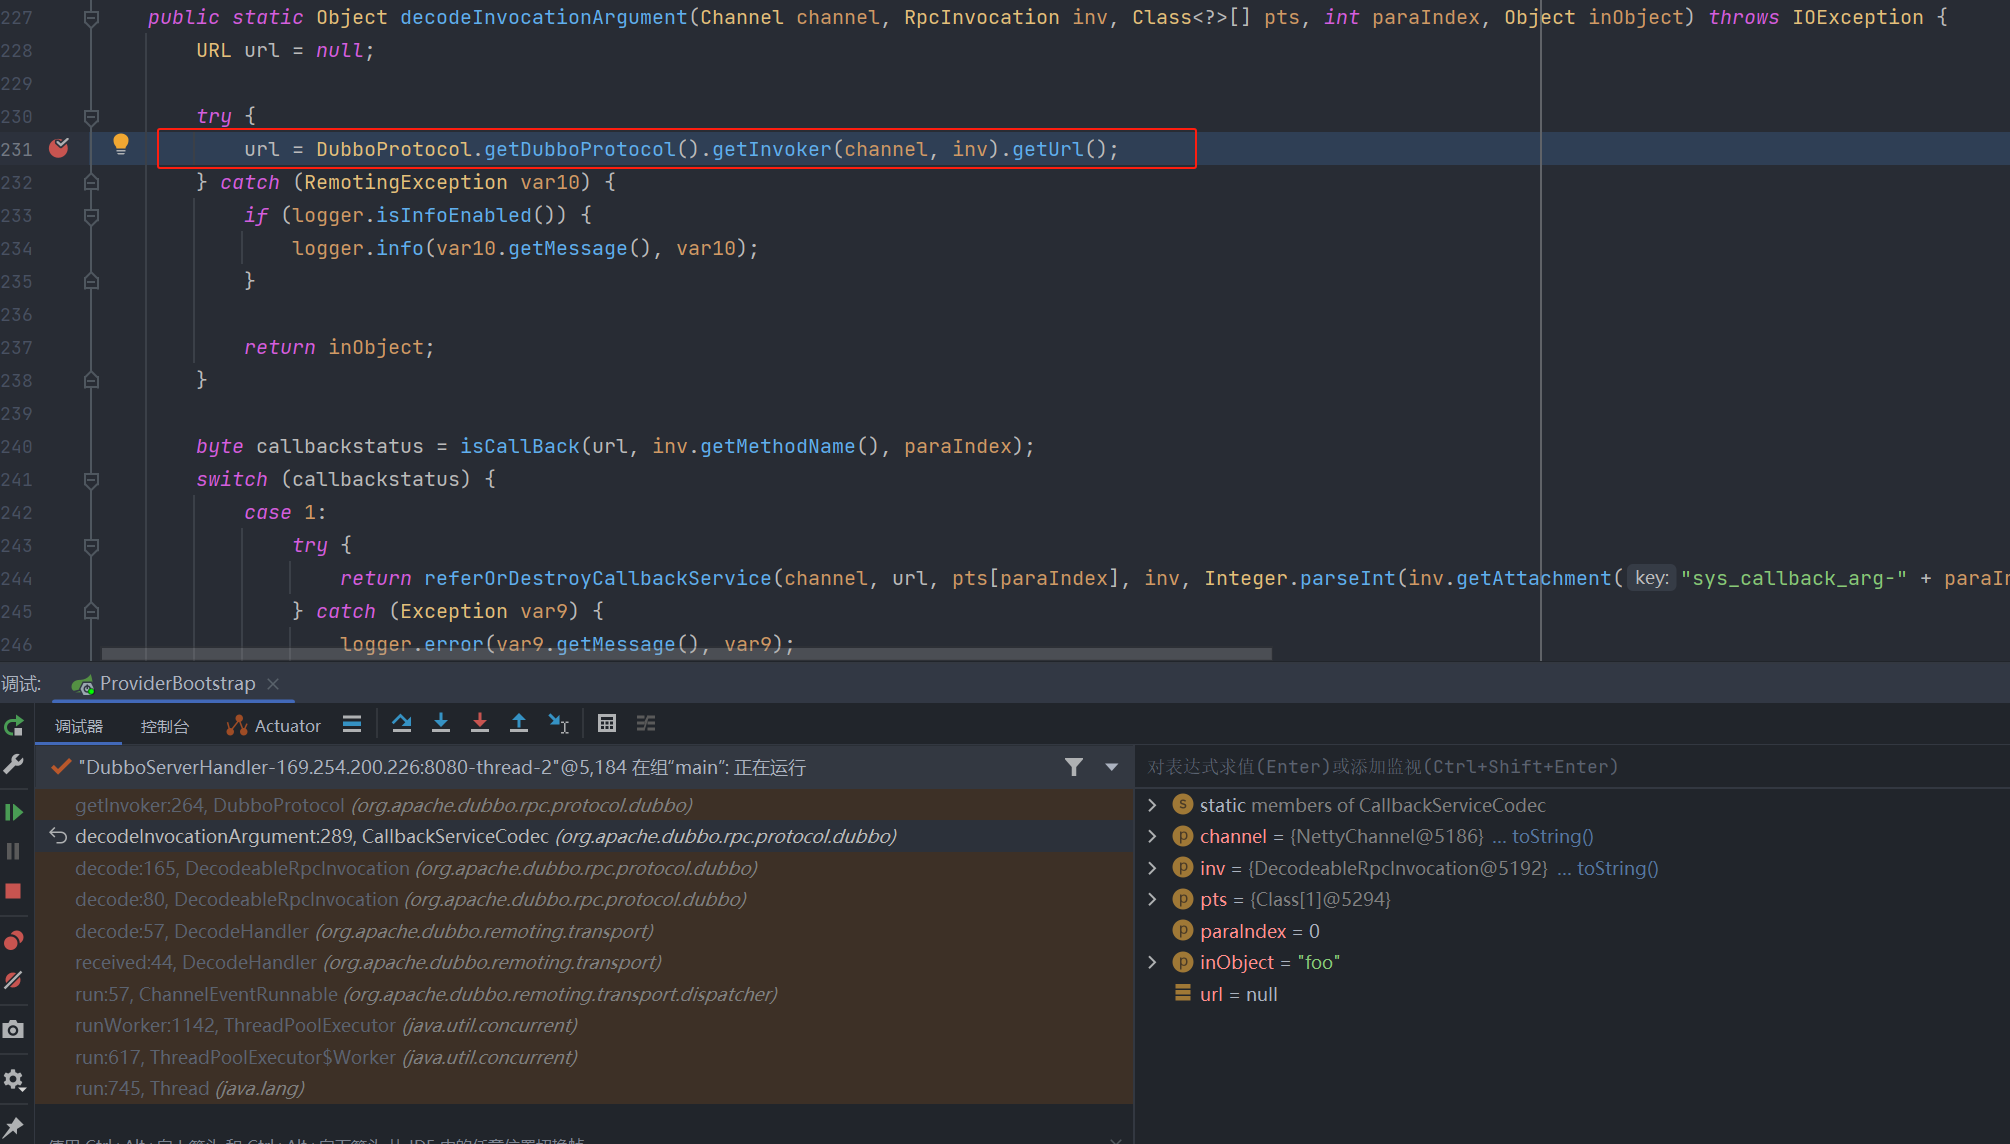 227 public static Object decodeInvocationArgument(Channel channel, RpcInvocation inv, Class<?>[] pts, int paraIndex, Object inObject) throws IOException {
228 URL url = null;
229
230 try {
231 url = DubboProtocol.getDubboProtocol().getInvoker(channel, inv).getUrl();
232 } catch (RemotingException var10) {
233 if (logger.isInfoEnabled()) {
234 logger.info(var10.getMessage(), var10);
235 }
236
237 return inObject;
238 }
239
240 byte callbackstatus = isCallBack(url, inv.getMethodName(), paraIndex);
241 switch (callbackstatus) {
242 case 1:
243 try {
244 return referOrDestroyCallbackService(channel, url, pts[paraIndex], inv, Integer.parseInt(inv.getAttachment( key: "sys_callback_arg-" + paraIn
245 } catch (Exception var9) {
246 logger.error(var9.getMessage(), var9);
调试: ProviderBootstrap
调试器 控制台 Actuator
"DubboServerHandler-169.254.200.226:8080-thread-2"@5,184 在组"main": 正在运行
getInvoker:264, DubboProtocol (org.apache.dubbo.rpc.protocol.dubbo)
decodeInvocationArgument:289, CallbackServiceCodec (org.apache.dubbo.rpc.protocol.dubbo)
decode:165, DecodeableRpcInvocation (org.apache.dubbo.rpc.protocol.dubbo)
decode:80, DecodeableRpcInvocation (org.apache.dubbo.rpc.protocol.dubbo)
decode:57, DecodeHandler (org.apache.dubbo.remoting.transport)
received:44, DecodeHandler (org.apache.dubbo.remoting.transport)
run:57, ChannelEventRunnable (org.apache.dubbo.remoting.transport.dispatcher)
runWorker:1142, ThreadPoolExecutor (java.util.concurrent)
run:617, ThreadPoolExecutor$Worker (java.util.concurrent)
run:745, Thread (java.lang)
对表达式求值(Enter)或添加监视(Ctrl+Shift+Enter)
s static members of CallbackServiceCodec
p channel = {NettyChannel@5186} ... toString()
p inv = {DecodeableRpcInvocation@5192} ... toString()
p pts = {Class[1]@5294}
p paraIndex = 0
p inObject = "foo"
url = null